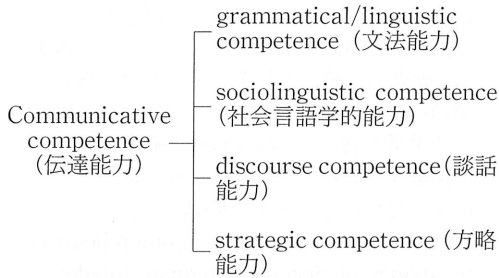 Communicative
competence
（伝達能力）
grammatical/linguistic
competence（文法能力）
sociolinguistic competence
（社会言語学的能力）
discourse competence（談話
能力）
strategic competence（方略
能力）